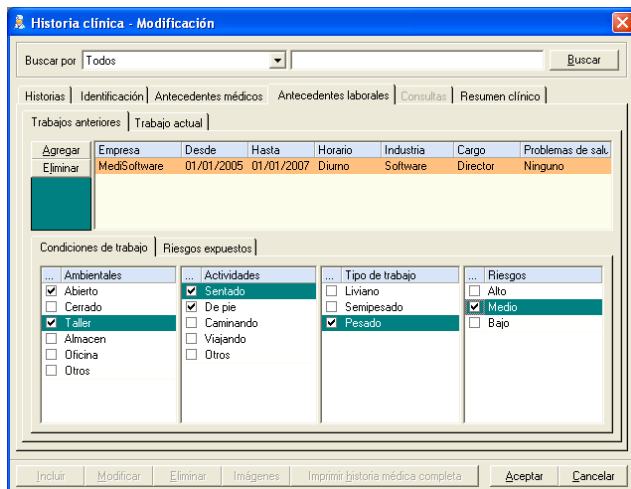 Historia clínica - Modificación
Buscar por Todos Buscar
Historias Identificación Antecedentes médicos Antecedentes laborales Consultas Resumen clínico
Trabajos anteriores Trabajo actual
Agregar Empresa Desde Hasta Horario Industria Cargo Problemas de salu
Eliminar MediSoftware 01/01/2005 01/01/2007 Diurno Software Director Ninguno
Condiciones de trabajo Riesgos expuestos
... Ambientales ... Actividades ... Tipo de trabajo ... Riesgos
Abierto Sentado Liviano Alto
Cerrado De pie Semipesado Medio
Taller Caminando Pesado Bajo
Almacen Viajando
Oficina Otros
Otros
Incluir Modificar Eliminar Imágenes Imprimir historia médica completa Aceptar Cancelar